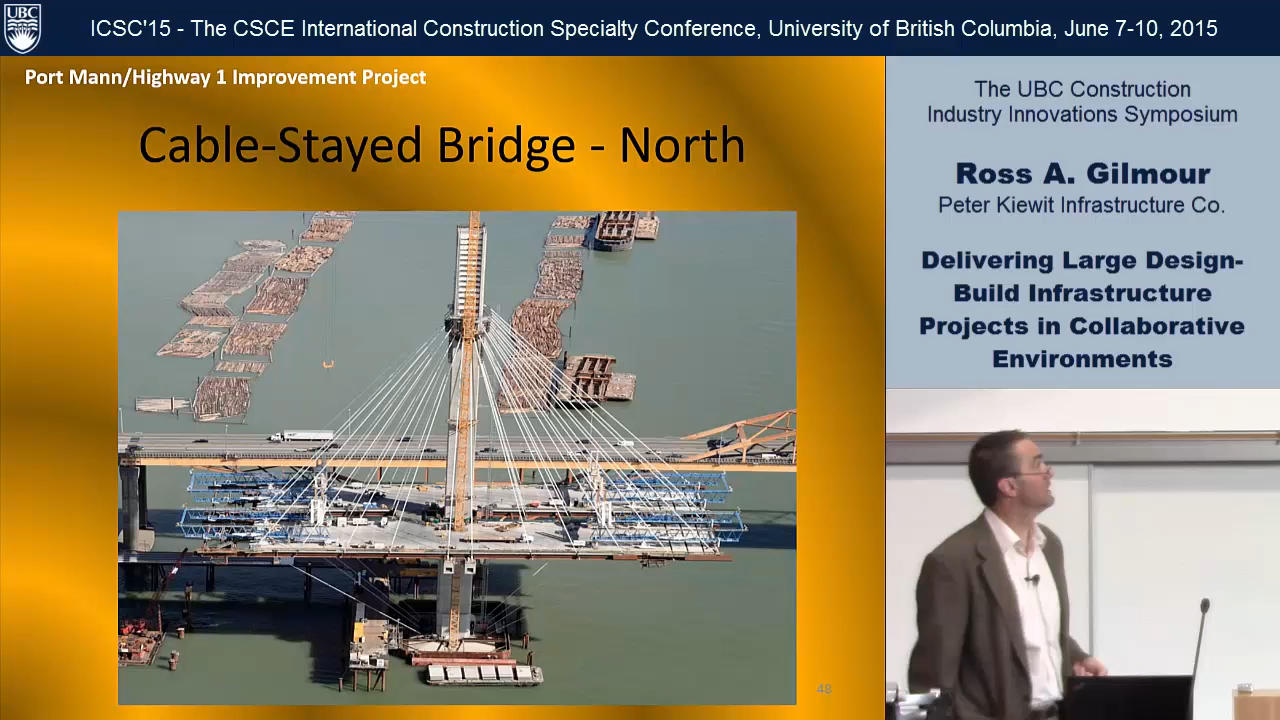 UBC
ICSC'15 - The CSCE International Construction Specialty Conference, University of British Columbia, June 7-10, 2015
Port Mann/Highway 1 Improvement Project
Cable-Stayed Bridge - North
48
The UBC Construction
Industry Innovations Symposium
Ross A. Gilmour
Peter Kiewit Infrastructure Co.
Delivering Large Design-
Build Infrastructure
Projects in Collaborative
Environments